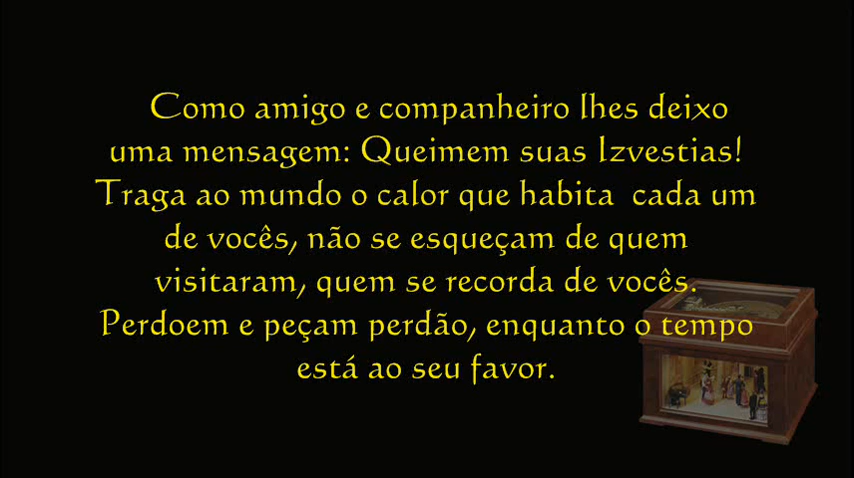 Como amigo e companheiro lhes deixo
uma mensagem: Queimem suas Izvestias!
Traga ao mundo o calor que habita cada um
de vocês, não se esqueçam de quem
visitaram, quem se recorda de vocês.
Perdoem e peçam perdão, enquanto o tempo
está ao seu favor.